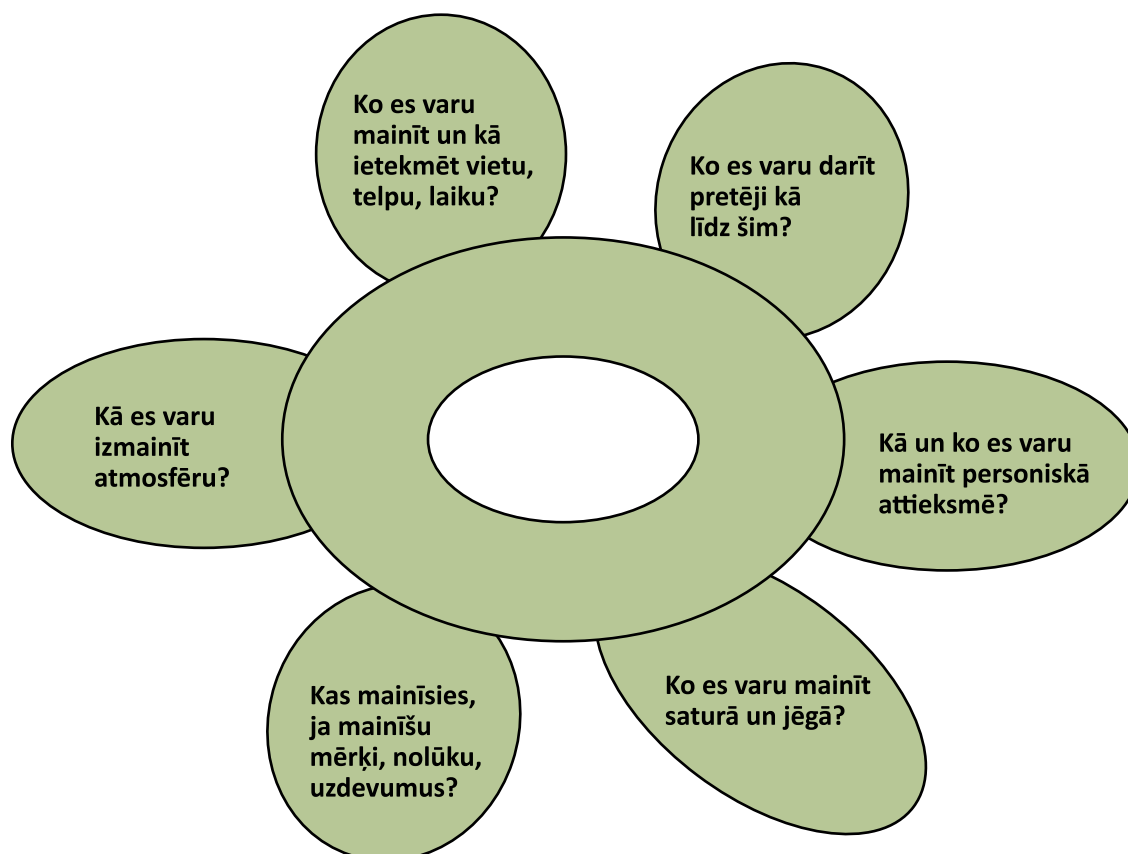 Ko es varu
mainīt un kā
ietekmēt vietu,
telpu, laiku?
Ko es varu darīt
pretēji kā
līdz šim?
Kā es varu
izmainīt
atmosfēru?
Kā un ko es varu
mainīt personiskā
attieksmē?
Kas mainīsies,
ja mainīšu
mērķi, nolūku,
uzdevumus?
Ko es varu mainīt
saturā un jēgā?